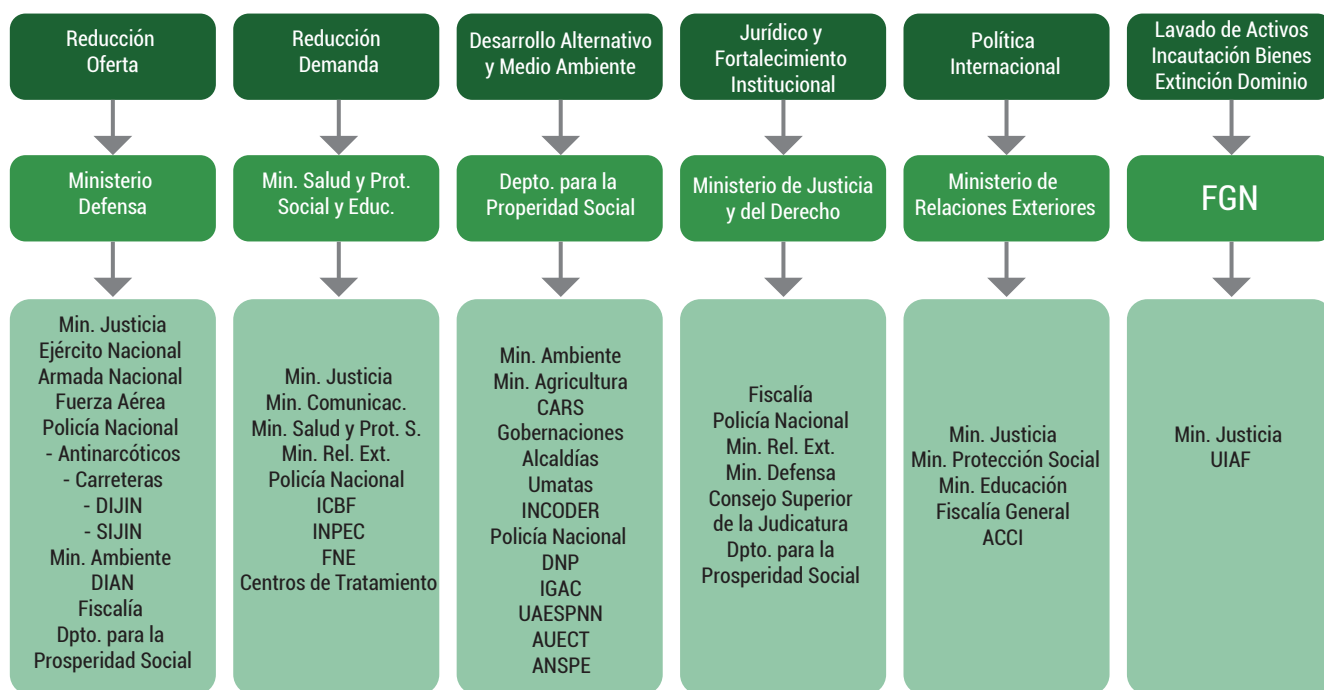 Reducción
Oferta
Reducción
Demanda
Desarrollo Alternativo
y Medio Ambiente
Jurídico y
Fortalecimiento
Institucional
Política
Internacional
Lavado de Activos
Incautación Bienes
Extinción Dominio
Ministerio
Defensa
Min. Salud y Prot.
Social y Educ.
Depto. para la
Properidad Social
Ministerio de Justicia
y del Derecho
Ministerio de
Relaciones Exteriores
FGN
Min. Justicia
Ejército Nacional
Armada Nacional
Fuerza Aérea
Policía Nacional
- Antinarcóticos
- Carreteras
- DIJIN
- SIJIN
Min. Ambiente
DIAN
Fiscalía
Dpto. para la
Prosperidad Social
Min. Justicia
Min. Comunicac.
Min. Salud y Prot. S.
Min. Rel. Ext.
Policía Nacional
ICBF
INPEC
FNE
Centros de Tratamiento
Min. Ambiente
Min. Agricultura
CARS
Gobernaciones
Alcaldías
Umatas
INCODER
Policía Nacional
DNP
IGAC
UAESPNN
AUECT
ANSPE
Fiscalía
Policía Nacional
Min. Rel. Ext.
Min. Defensa
Consejo Superior
de la Judicatura
Dpto. para la
Prosperidad Social
Min. Justicia
Min. Protección Social
Min. Educación
Fiscalía General
ACCI
Min. Justicia
UIAF